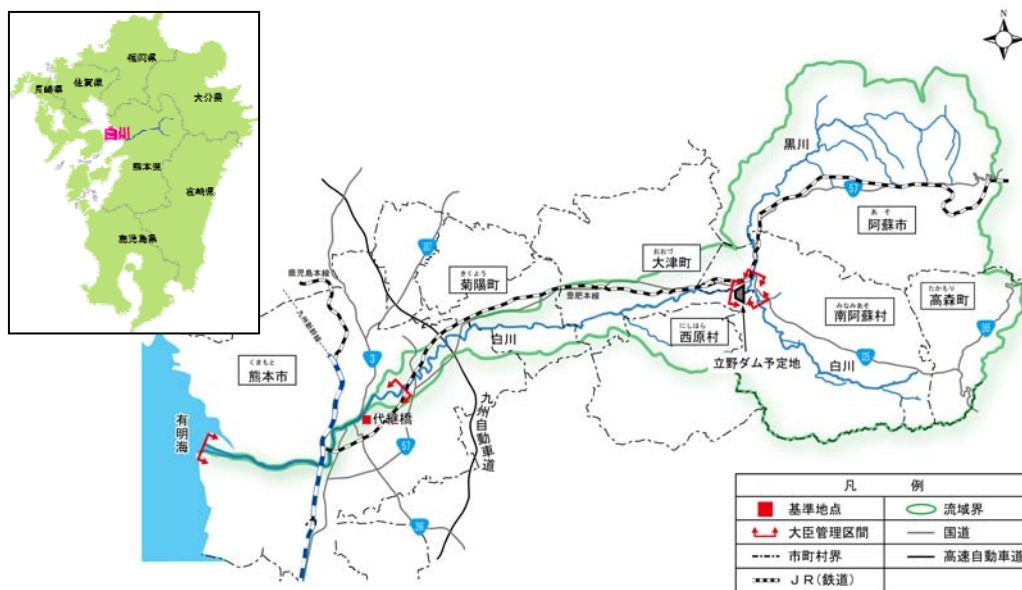 福岡県
佐賀県
長崎県
大分県
白川
熊本県
宮崎県
鹿児島県
N
黒川
57
あそ
阿蘇市
おおづ
大津町
きくよう
菊陽町
鹿児島本線
豊肥本線
たかもり
高森町
みなみあそ
南阿蘇村
にしはら
西原村
白川
白川
立野ダム予定地
九州新幹線
3
くまもと
熊本市
代継橋
有明海
57
九州自動車道
凡例
基準地点
流域界
大臣管理区間
国道
市町村界
高速自動車道
JR(鉄道)